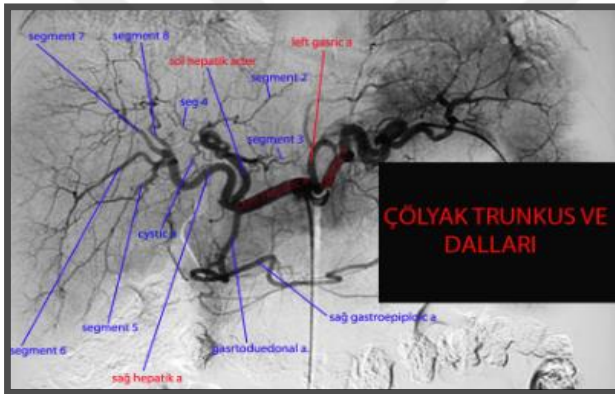 segment 7
segment 8
left gasric a
sol hepatik arter
segment 2
seg 4
segment 3
ÇÖLYAK TRUNKUS VE
DALLARI
cystic a
sağ gastroepiploic a
segment 5
segment 6
gasrtoduedonal a.
sağ hepatik a